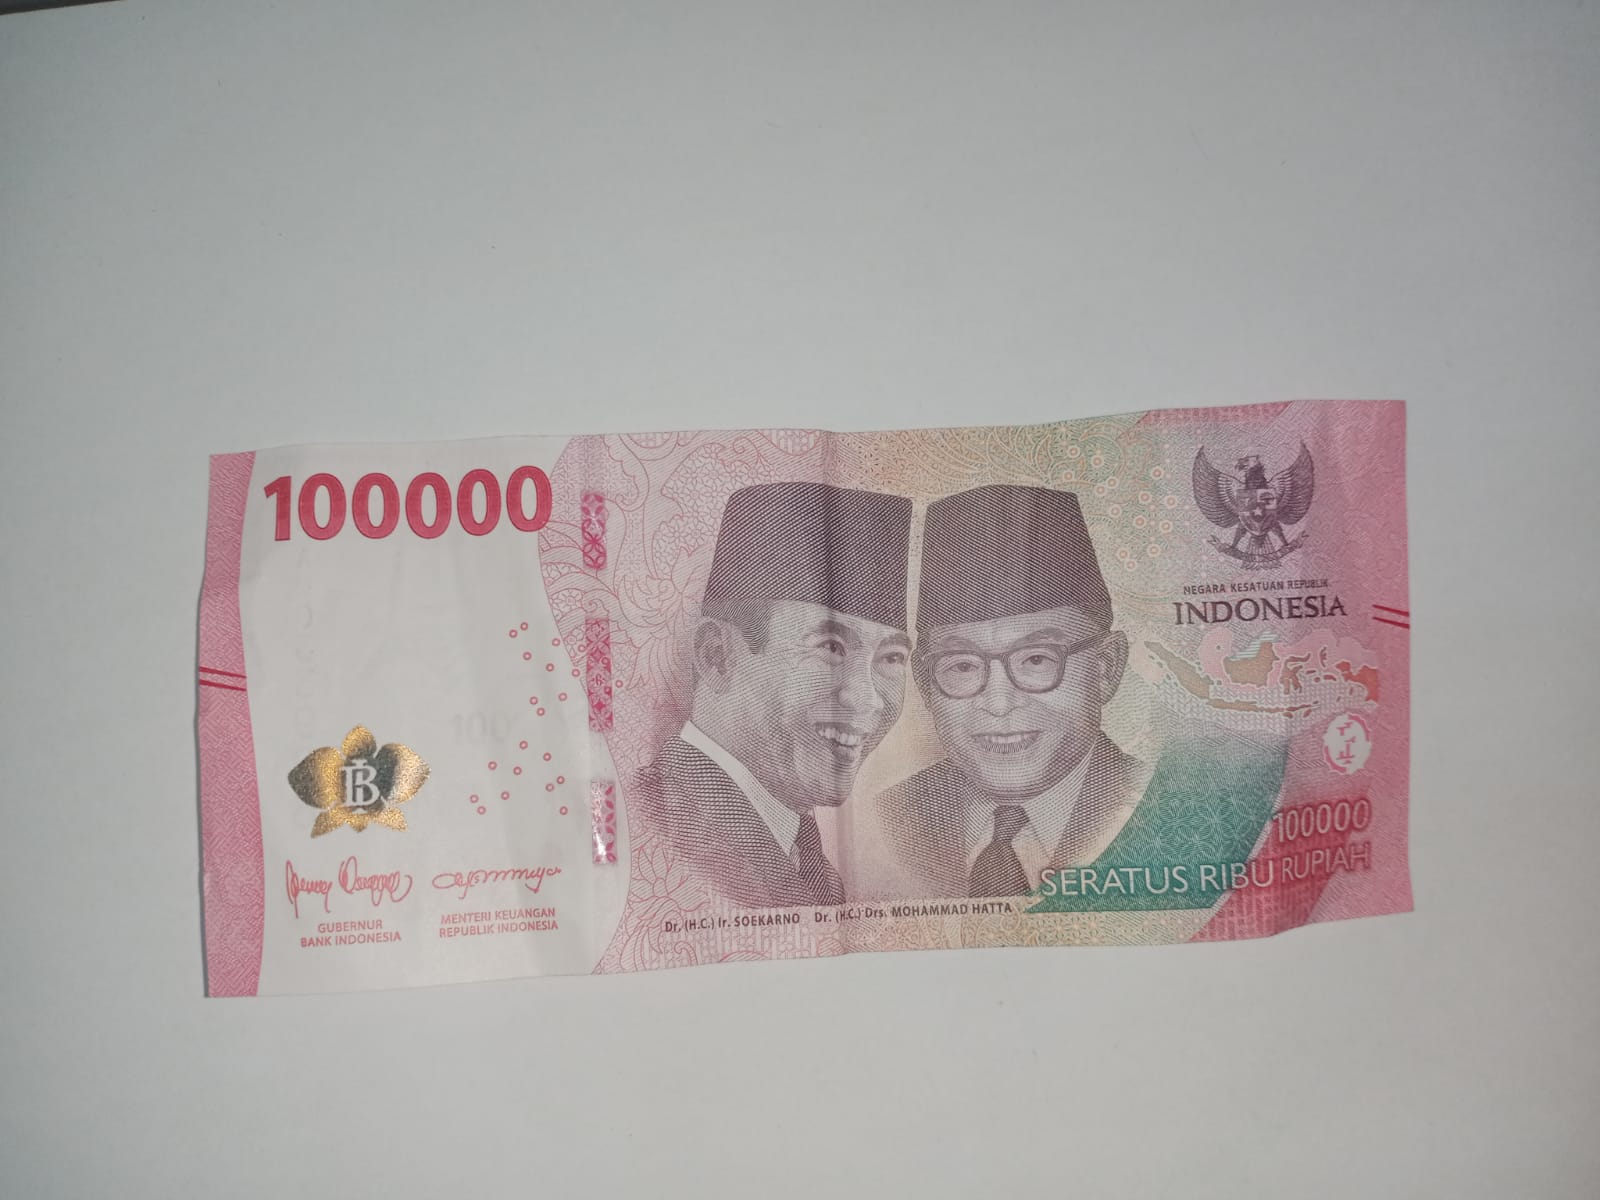 100000
BI
GUBERNUR
BANK INDONESIA
MENTERI KEUANGAN
REPUBLIK INDONESIA
Dr. (H.C.) Ir. SOEKARNO Dr. (H.C.) Drs. MOHAMMAD HATTA
NEGARA KESATUAN REPUBLIK
INDONESIA
100000
SERATUS RIBU RUPIAH